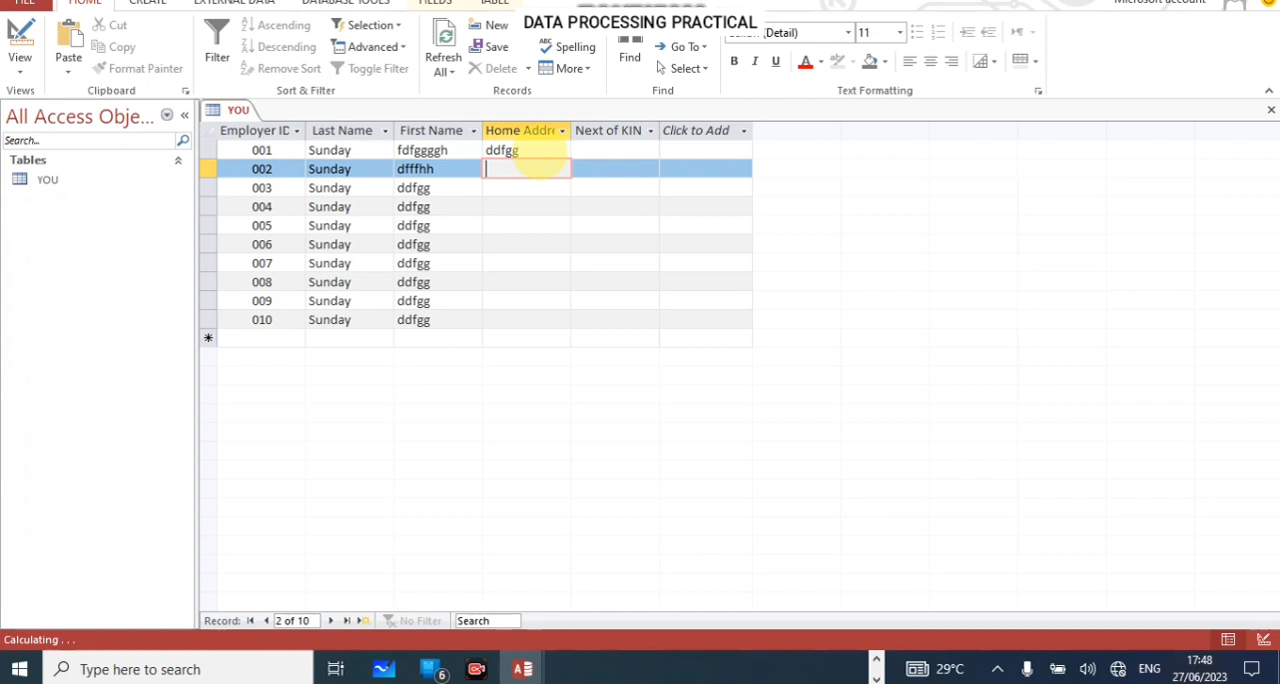 FILE HOME CREATE EXTERNAL DATA DATABASE TOOLS FIELDS TABLE Microsoft account
DATA PROCESSING PRACTICAL
View
Views
Paste
Cut
Copy
Format Painter
Clipboard
Filter
Ascending
Descending
Remove Sort
Selection
Advanced
Toggle Filter
Sort & Filter
Refresh
All
New
Save
Delete
Spelling
More
Records
Find
Go To
Select
Find
(Detail) 11
B I U A ab
Text Formatting
All Access Obje...
Search...
Tables
YOU
YOU
Employer ID Last Name First Name Home Addre Next of KIN Click to Add
001 Sunday fdfggggh ddfgg
002 Sunday dfffhh
003 Sunday ddfgg
004 Sunday ddfgg
005 Sunday ddfgg
006 Sunday ddfgg
007 Sunday ddfgg
008 Sunday ddfgg
009 Sunday ddfgg
010 Sunday ddfgg
Record: 2 of 10 No Filter Search
Calculating . . .
Type here to search 6 29°C ENG 17:48
27/06/2023